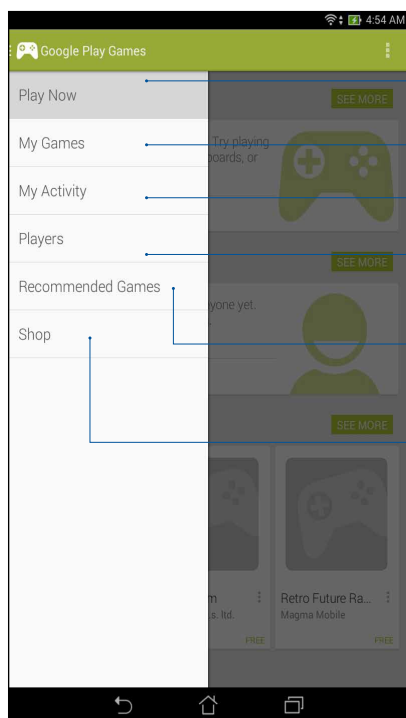 4:54 AM
Google Play Games
Play Now
SEE MORE
My Games
Try playing
boards, or
My Activity
Players
SEE MORE
Recommended Games
yone yet.
Shop
SEE MORE
m
s. ltd.
FREE
Retro Future Ra...
Magma Mobile
FREE